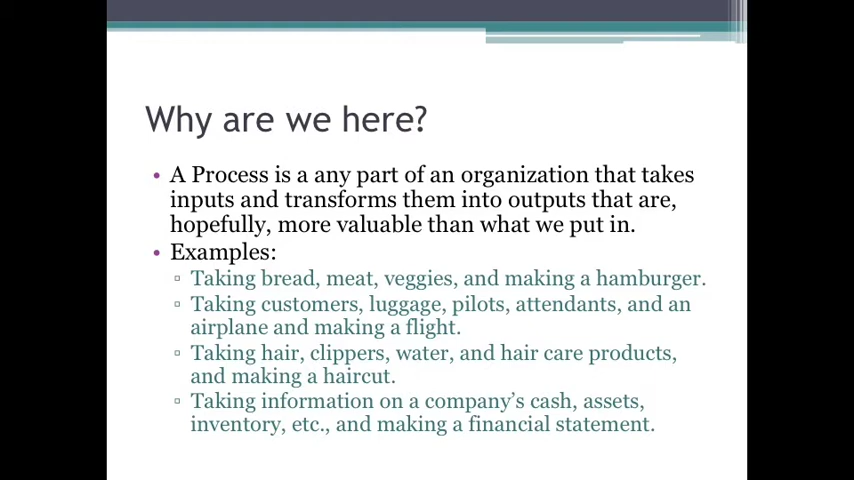 Why are we here?
• A Process is a any part of an organization that takes
inputs and transforms them into outputs that are,
hopefully, more valuable than what we put in.
• Examples:
▫ Taking bread, meat, veggies, and making a hamburger.
▫ Taking customers, luggage, pilots, attendants, and an
airplane and making a flight.
▫ Taking hair, clippers, water, and hair care products,
and making a haircut.
▫ Taking information on a company's cash, assets,
inventory, etc., and making a financial statement.